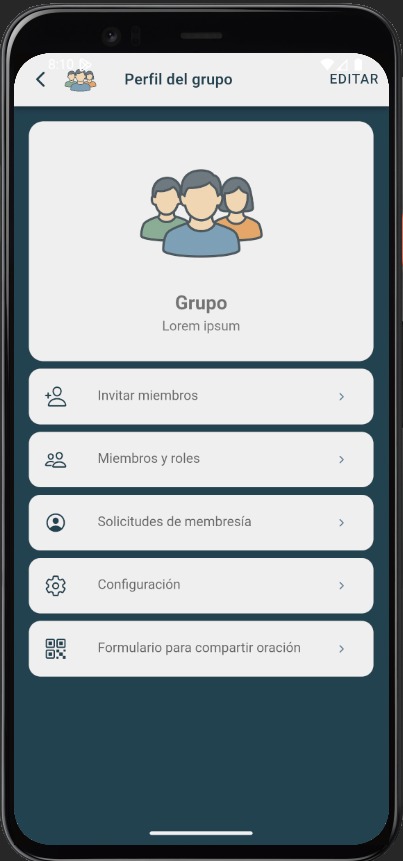 8:10
Perfil del grupo
EDITAR
Grupo
Lorem ipsum
Invitar miembros
Miembros y roles
Solicitudes de membresía
Configuración
Formulario para compartir oración